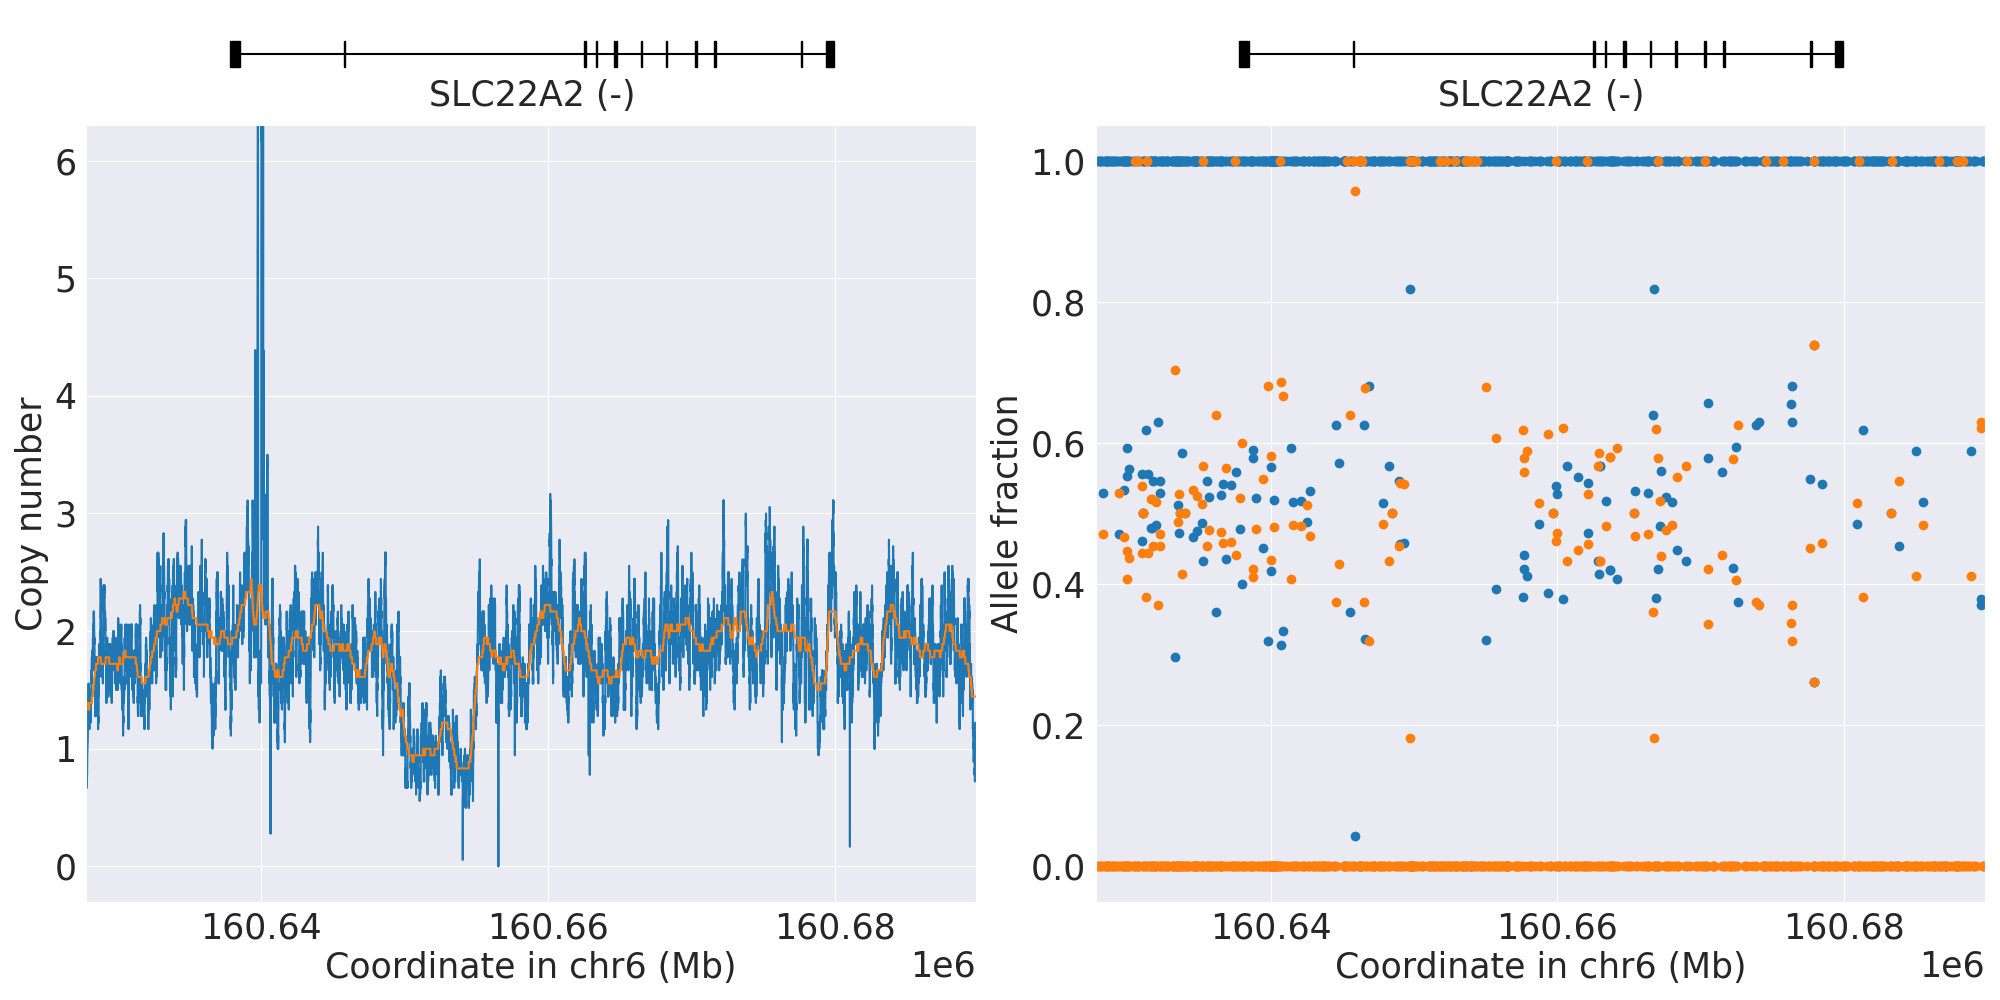 SLC22A2 (-)
Copy number
6
5
4
3
2
1
0
160.64
160.66
160.68
Coordinate in chr6 (Mb)
1e6
SLC22A2 (-)
Allele fraction
1.0
0.8
0.6
0.4
0.2
0.0
160.64
160.66
160.68
Coordinate in chr6 (Mb)
1e6